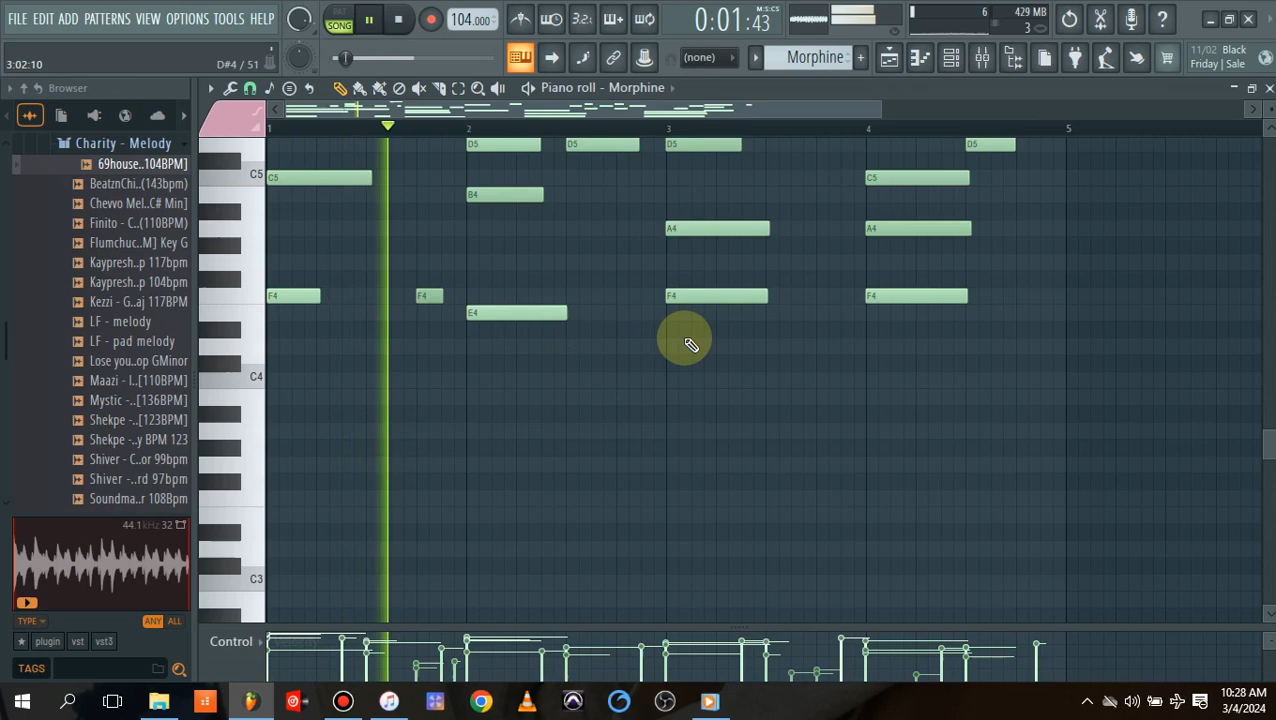 FILE EDIT ADD PATTERNS VIEW OPTIONS TOOLS HELP
3:02:10 D#4 / 51
PAT
SONG
104.000
3.2
0:01:43
M:S:CS
6 429 MB
3
(none)
Morphine
11/02: Black
Friday | Sale
Browser
Piano roll - Morphine
Charity - Melody
69house..104BPM]
BeatznChi..(143bpm)
Chevvo Mel..C# Min]
Finito - C..(110BPM)
Flumchuc..M] Key G
Kaypresh..p 117bpm
Kaypresh..p 104bpm
Kezzi - G..aj 117BPM
LF - melody
LF - pad melody
Lose you..op GMinor
Maazi - I..[110BPM]
Mystic -..[136BPM]
Shekpe -..[123BPM]
Shekpe ..y BPM 123
Shiver - C..or 99bpm
Shiver -..rd 97bpm
Soundma..r 108Bpm
44.1kHz 32
TYPE ANY ALL
plugin vst vst3
TAGS
1 2 3 4 5
D5 D5 D5 D5
C5
C5 C5
B4
A4 A4
F4 F4 F4 F4
E4
C4
C3
Control
10:28 AM
3/4/2024